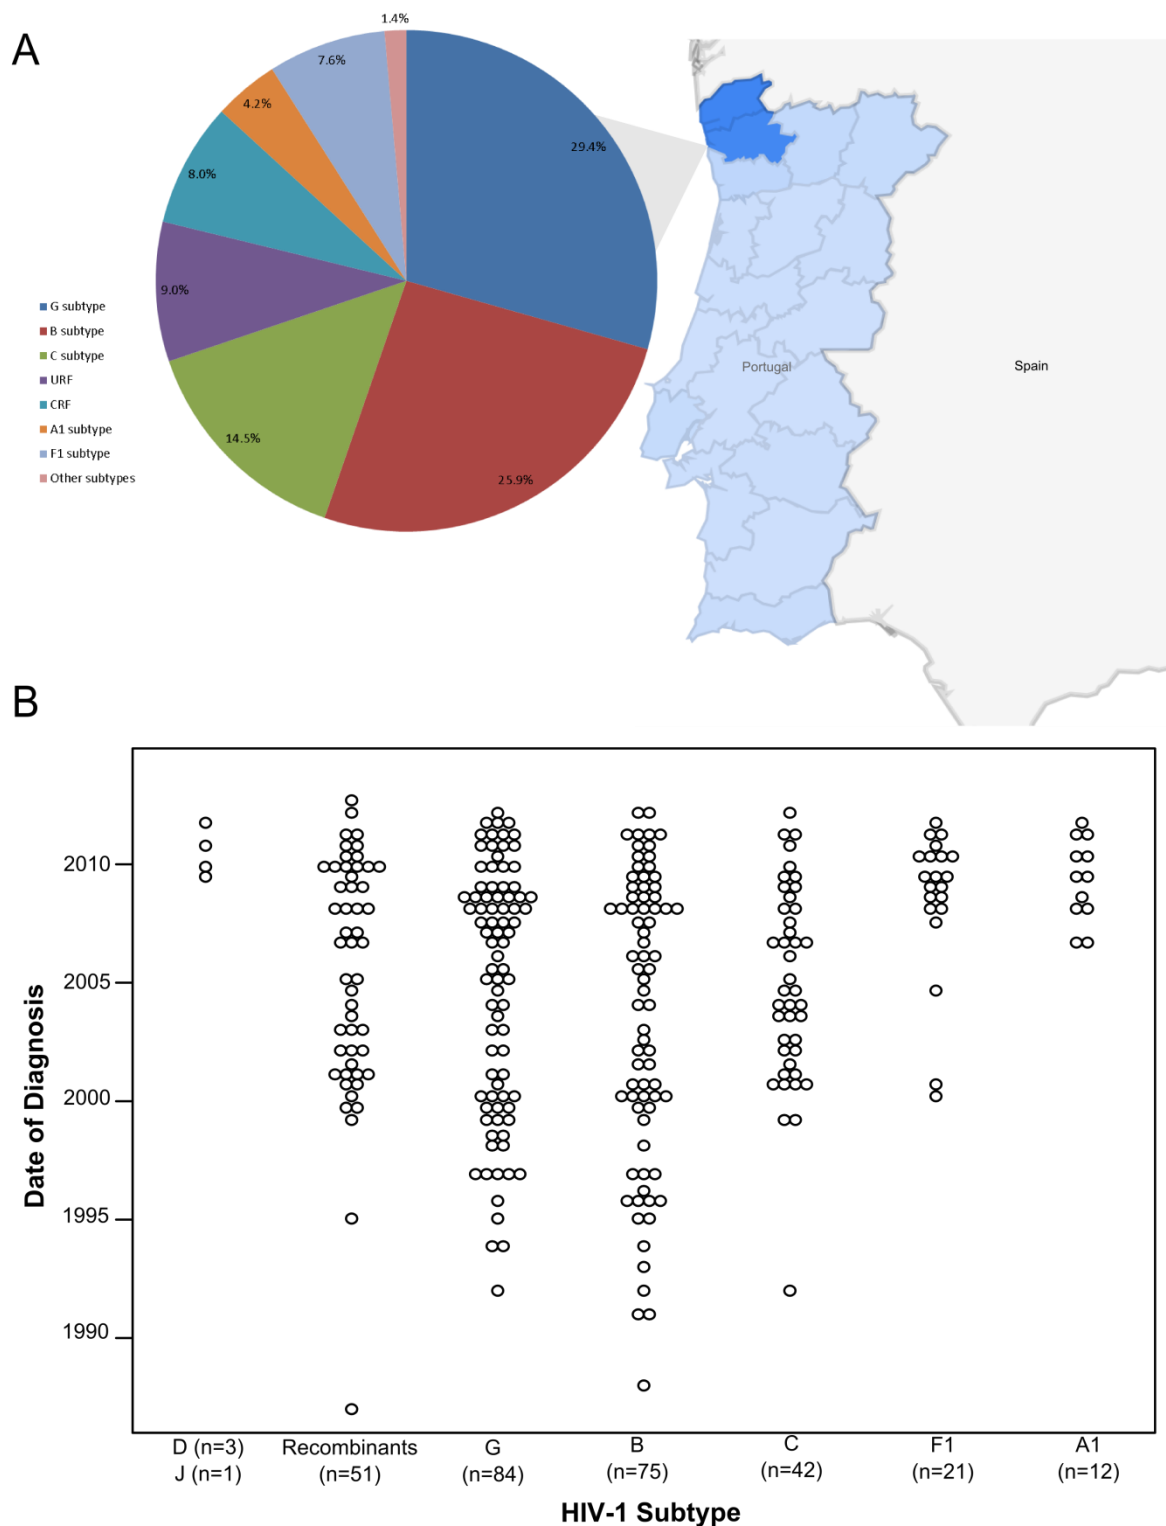 A
1.4%
7.6%
4.2%
29.4%
8.0%
9.0%
14.5%
25.9%
G subtype
B subtype
C subtype
URF
CRF
A1 subtype
F1 subtype
Other subtypes
Portugal
Spain
B
Date of Diagnosis
2010
2005
2000
1995
1990
D (n=3) Recombinants G B C F1 A1
J (n=1) (n=51) (n=84) (n=75) (n=42) (n=21) (n=12)
HIV-1 Subtype